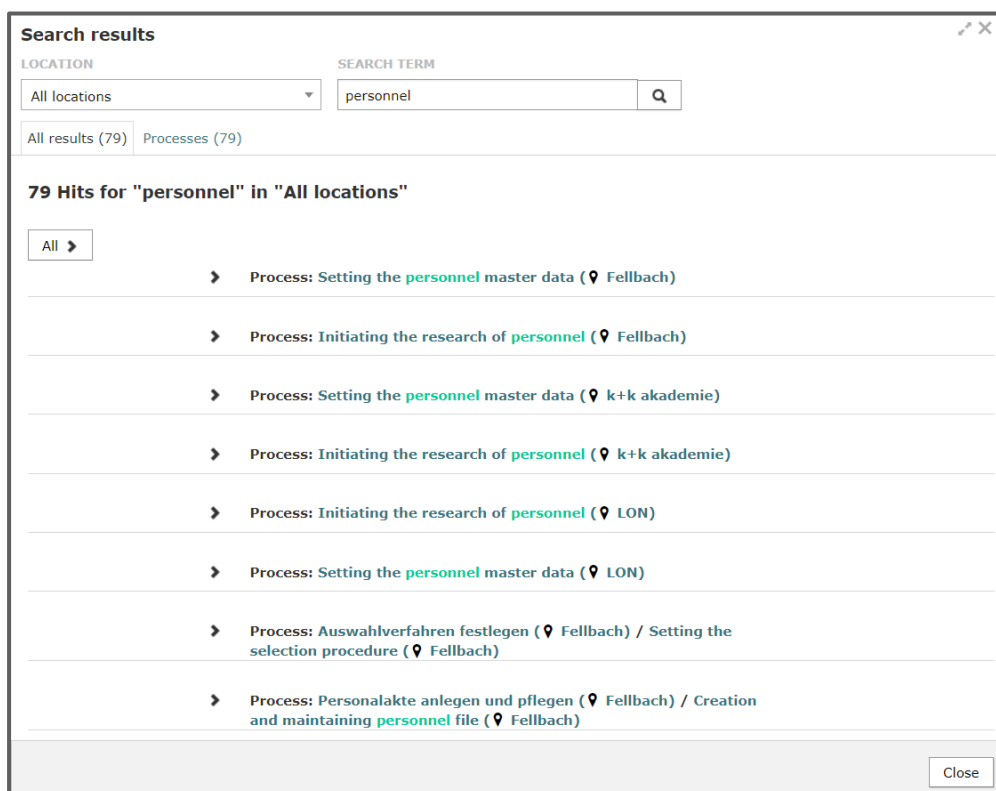 Search results
LOCATION
SEARCH TERM
All locations
personnel
All results (79)
Processes (79)
79 Hits for "personnel" in "All locations"
All
Process: Setting the personnel master data ( Fellbach)
Process: Initiating the research of personnel ( Fellbach)
Process: Setting the personnel master data ( k+k akademie)
Process: Initiating the research of personnel ( k+k akademie)
Process: Initiating the research of personnel ( LON)
Process: Setting the personnel master data ( LON)
Process: Auswahlverfahren festlegen ( Fellbach) / Setting the
selection procedure ( Fellbach)
Process: Personalakte anlegen und pflegen ( Fellbach) / Creation
and maintaining personnel file ( Fellbach)
Close